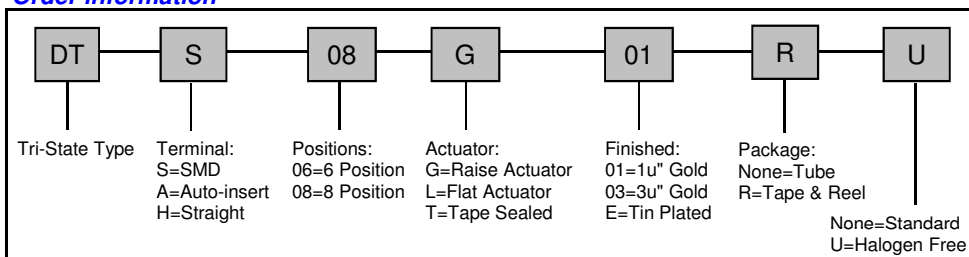 Order Information
DT S 08 G 01 R U
Tri-State Type
Terminal:
S=SMD
A=Auto-insert
H=Straight
Positions:
06=6 Position
08=8 Position
Actuator:
G=Raise Actuator
L=Flat Actuator
T=Tape Sealed
Finished:
01=1u" Gold
03=3u" Gold
E=Tin Plated
Package:
None=Tube
R=Tape & Reel
None=Standard
U=Halogen Free